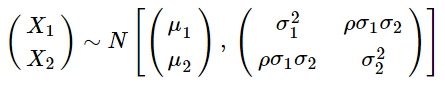 (X₁ X₂) ~ N [(μ₁ μ₂), (σ₁² ρσ₁σ₂ ρσ₁σ₂ σ₂²)]